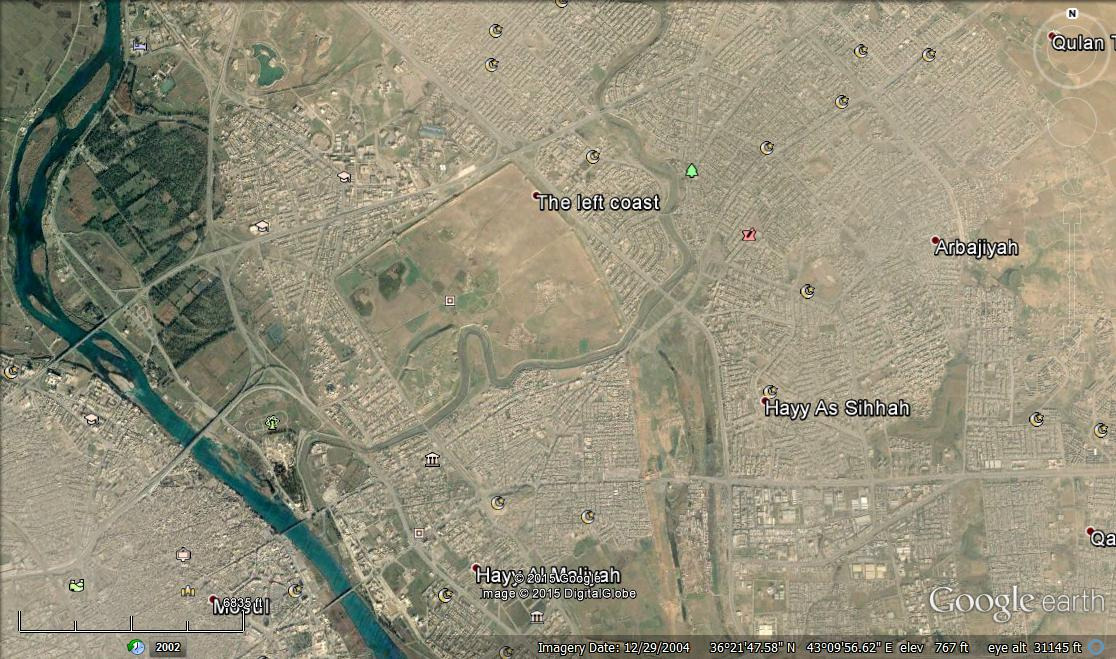 N
Qulan T
The left coast
Arbajiyah
Hayy As Sihhah
Qa
Hayy Al Maliyah
© 2015 Google
Image © 2015 DigitalGlobe
Google earth
Mosul
6835 ft
2002
Imagery Date: 12/29/2004 36°21'47.58" N 43°09'56.62" E elev 767 ft eye alt 31145 ft